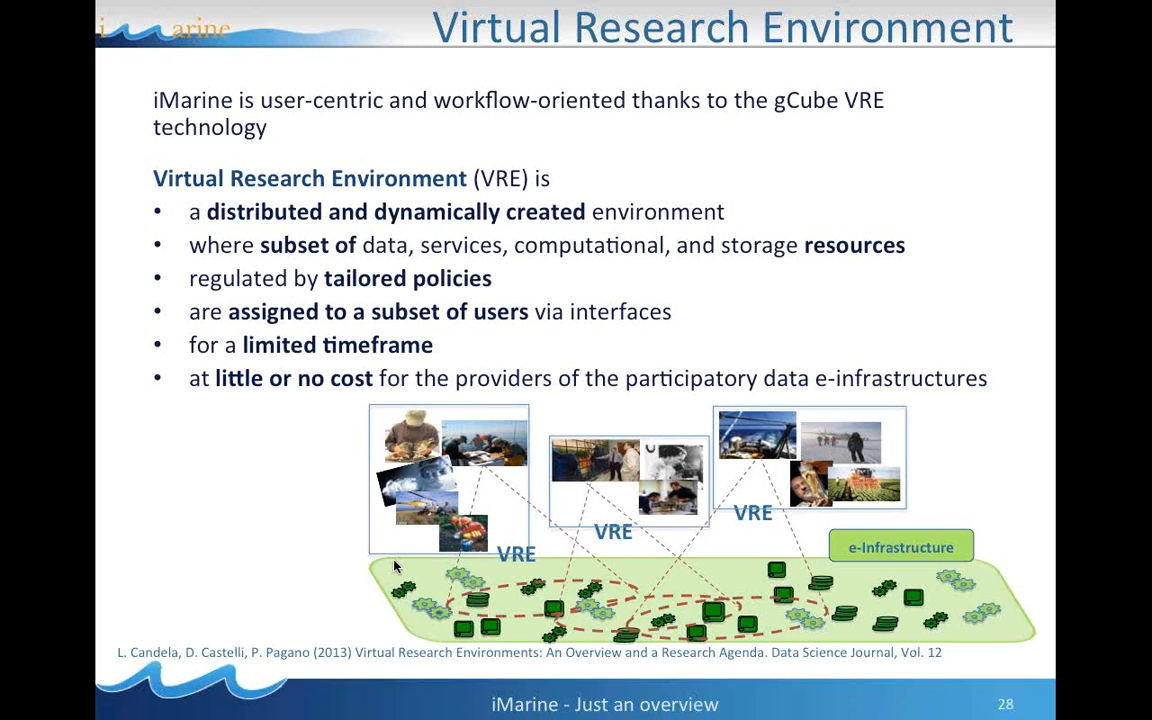 i arine
Virtual Research Environment
iMarine is user-centric and workflow-oriented thanks to the gCube VRE
technology
Virtual Research Environment (VRE) is
• a distributed and dynamically created environment
• where subset of data, services, computational, and storage resources
• regulated by tailored policies
• are assigned to a subset of users via interfaces
• for a limited timeframe
• at little or no cost for the providers of the participatory data e-infrastructures
VRE
VRE
VRE
e-Infrastructure
L. Candela, D. Castelli, P. Pagano (2013) Virtual Research Environments: An Overview and a Research Agenda. Data Science Journal, Vol. 12
iMarine - Just an overview
28